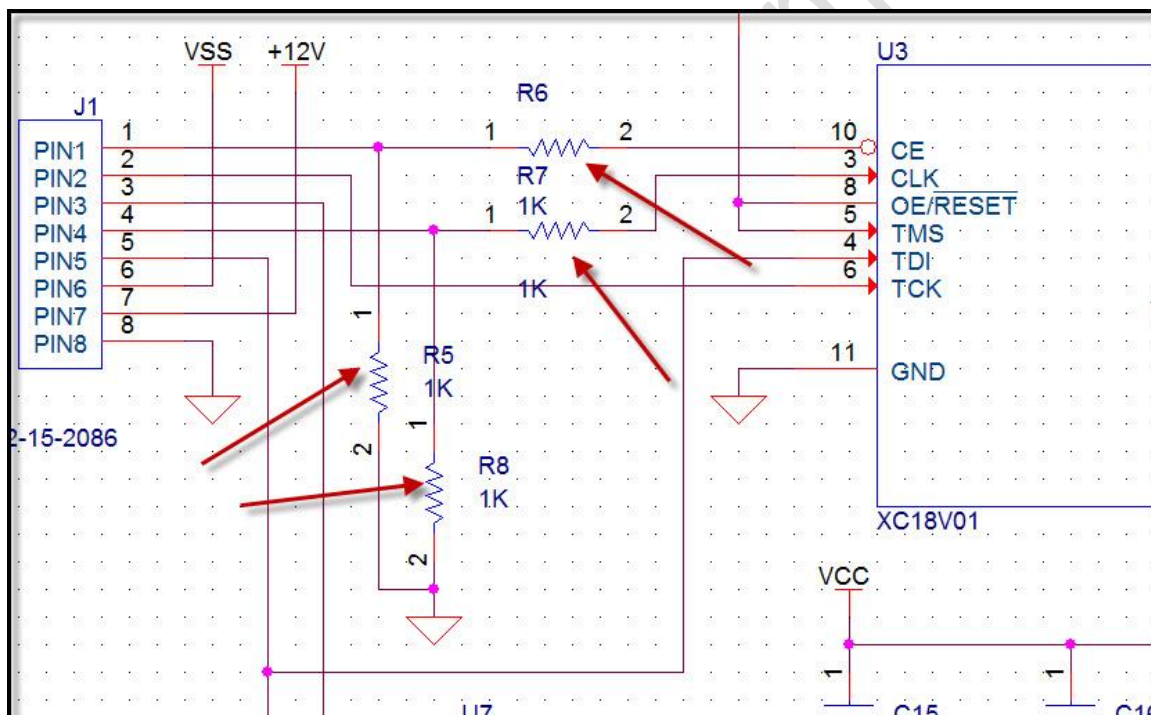 VSS +12V
U3
J1
R6
1 1 2 10
PIN1 CE
2 3
PIN2 R7 CLK
3 1K 8
PIN3 OE/RESET
4 1 2 5
PIN4 TMS
5 4
PIN5 TDI
6 6
PIN6 1K TCK
7
PIN7
8 1
PIN8
R5 11
1K GND
2-15-2086
1
2
R8
1K
XC18V01
2
VCC
1 1
U7 C15 C16